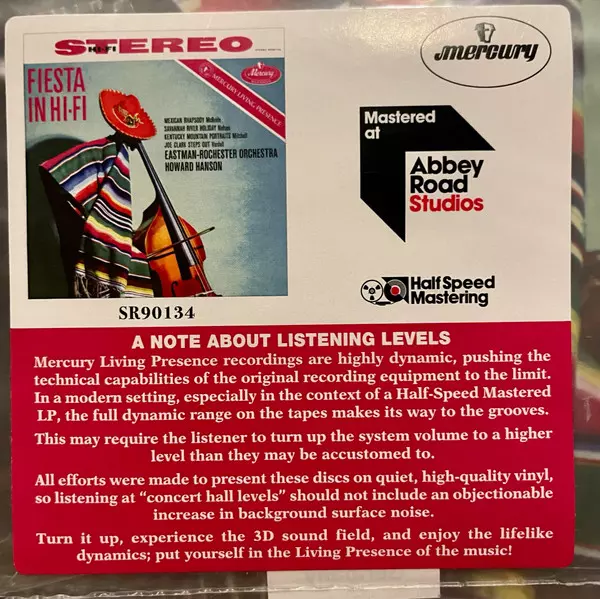 STEREO
HI-FI
FIESTA
IN HI-FI
Mercury
MERCURY LIVING PRESENCE
MEXICAN RHAPSODY McBride
SAVANNAH RIVER HOLIDAY Nelson
KENTUCKY MOUNTAIN PORTRAITS Mitchell
JOE CLARK STEPS OUT Vardell
EASTMAN-ROCHESTER ORCHESTRA
HOWARD HANSON
SR90134
mercury
Mastered
at
Abbey
Road
Studios
Half Speed
Mastering
A NOTE ABOUT LISTENING LEVELS
Mercury Living Presence recordings are highly dynamic, pushing the
technical capabilities of the original recording equipment to the limit.
In a modern setting, especially in the context of a Half-Speed Mastered
LP, the full dynamic range on the tapes makes its way to the grooves.
This may require the listener to turn up the system volume to a higher
level than they may be accustomed to.
All efforts were made to present these discs on quiet, high-quality vinyl,
so listening at “concert hall levels” should not include an objectionable
increase in background surface noise.
Turn it up, experience the 3D sound field, and enjoy the lifelike
dynamics; put yourself in the Living Presence of the music!